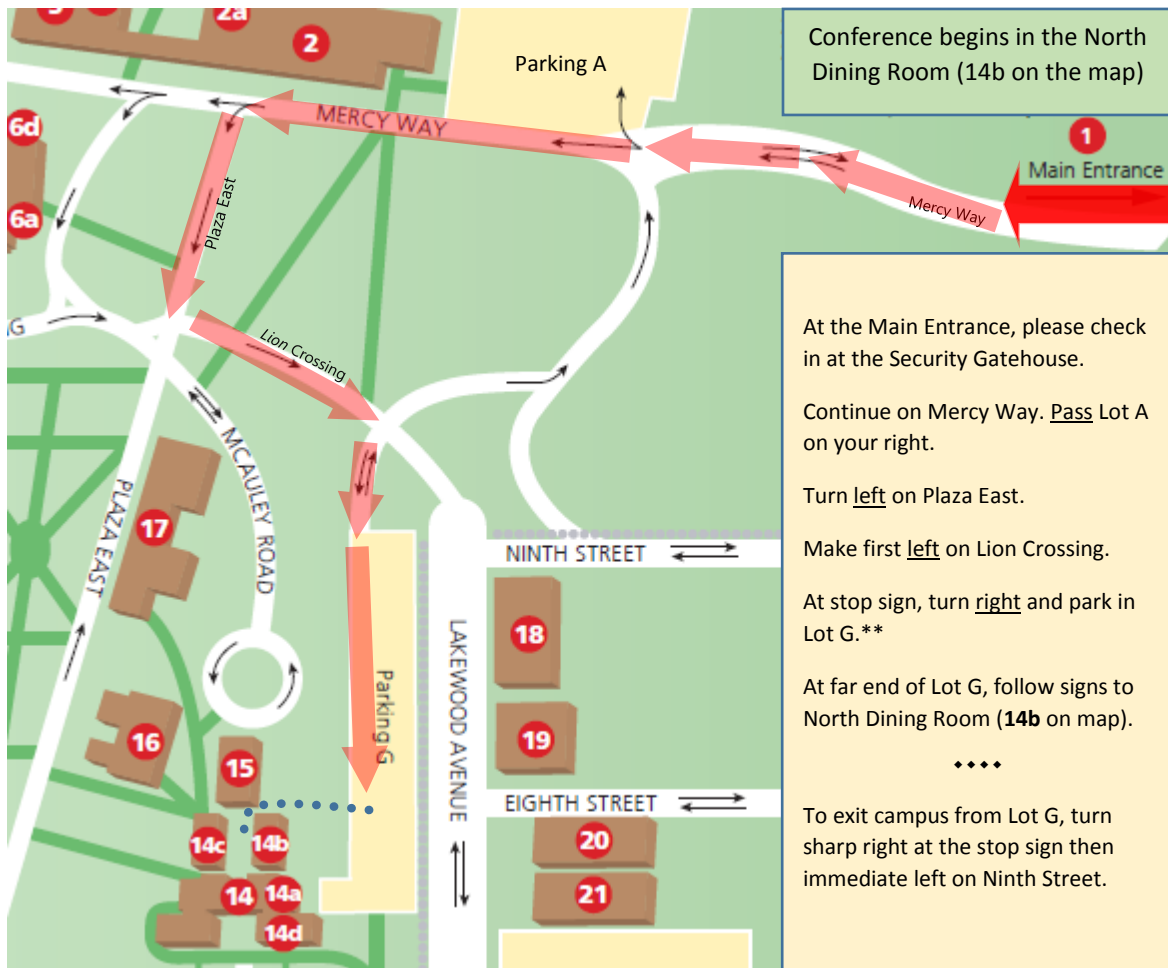 2a
2
Parking A
Conference begins in the North
Dining Room (14b on the map)
1
Main Entrance
MERCY WAY
Mercy Way
6d
6a
Plaza East
Lion Crossing
G
MCAULEY ROAD
PLAZA EAST
17
16
15
14c
14b
14
14a
14d
Parking G
LAKEWOOD AVENUE
NINTH STREET
18
19
EIGHTH STREET
20
21
At the Main Entrance, please check
in at the Security Gatehouse.
Continue on Mercy Way. Pass Lot A
on your right.
Turn left on Plaza East.
Make first left on Lion Crossing.
At stop sign, turn right and park in
Lot G.**
At far end of Lot G, follow signs to
North Dining Room (14b on map).
To exit campus from Lot G, turn
sharp right at the stop sign then
immediate left on Ninth Street.